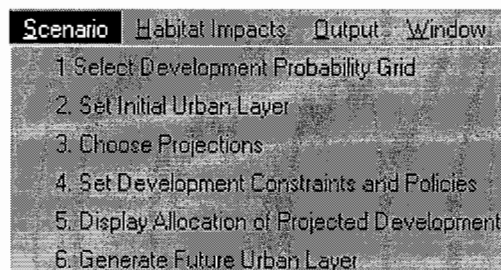 Scenario Habitat Impacts Output Window
1 Select Development Probability Grid
2. Set Initial Urban Layer
3. Choose Projections
4. Set Development Constraints and Policies
5. Display Allocation of Projected Development
6. Generate Future Urban Layer